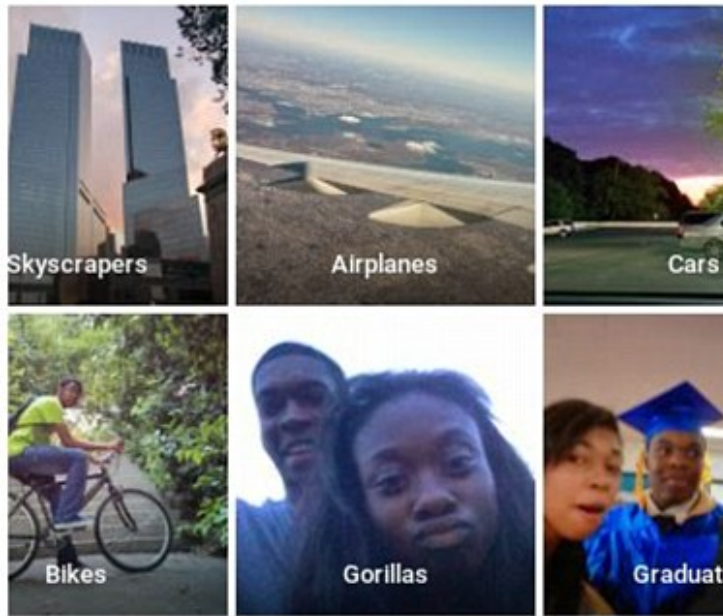 Skyscrapers
Airplanes
Cars
Bikes
Gorillas
Graduat